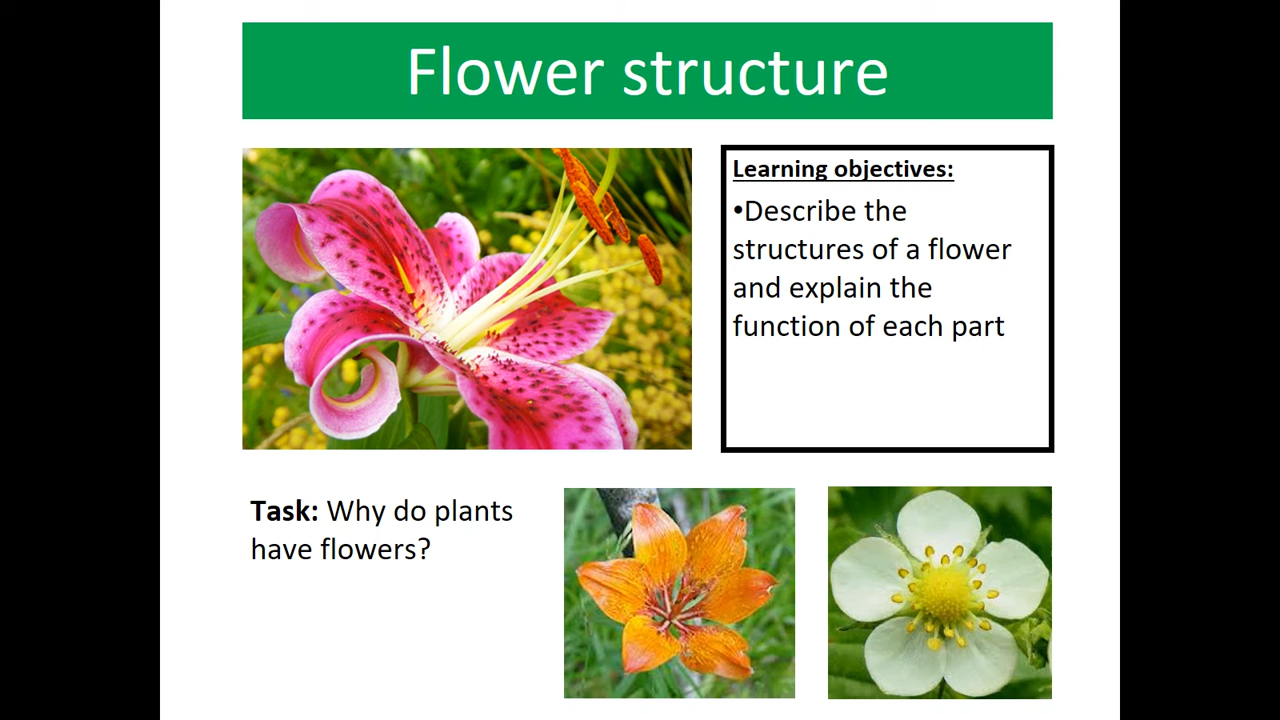 Flower structure
Learning objectives:
•Describe the
structures of a flower
and explain the
function of each part
Task: Why do plants
have flowers?